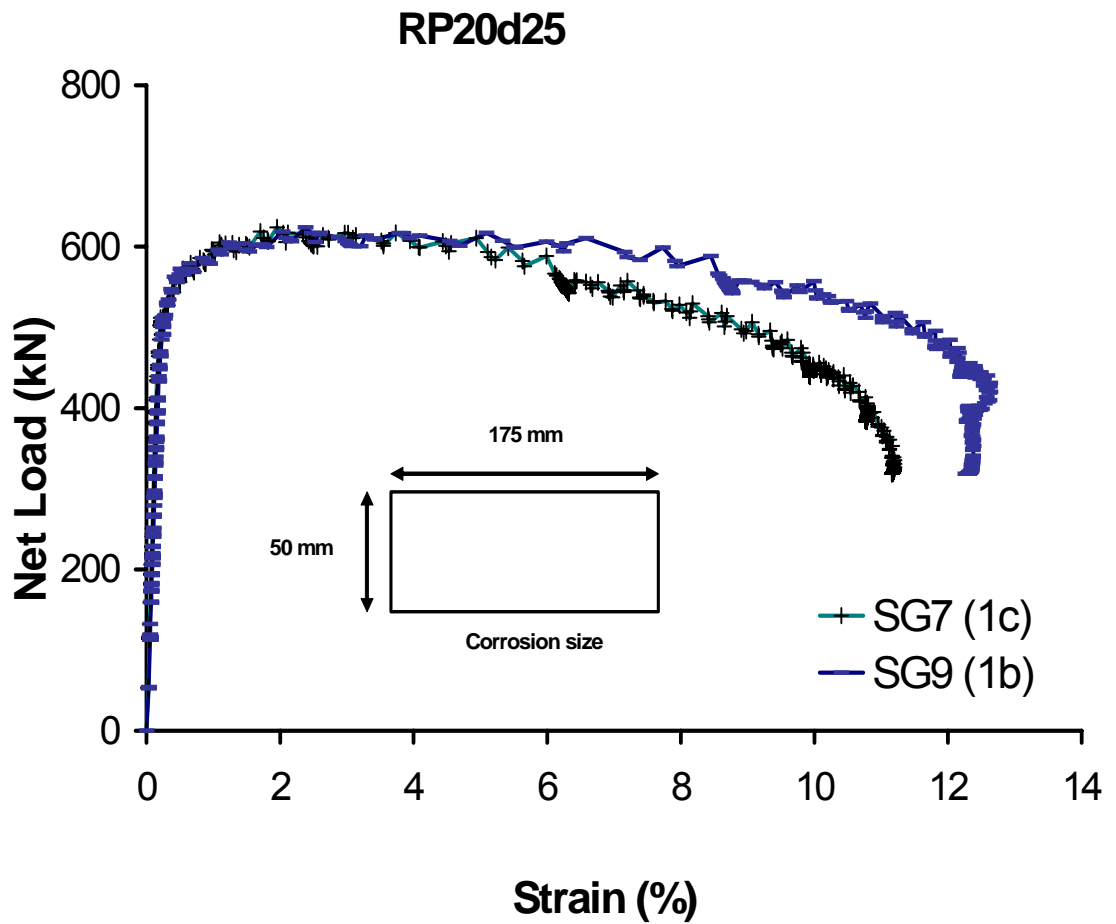 RP20d25
800
600
400
200
0
Net Load (kN)
175 mm
50 mm
Corrosion size
SG7 (1c)
SG9 (1b)
0 2 4 6 8 10 12 14
Strain (%)